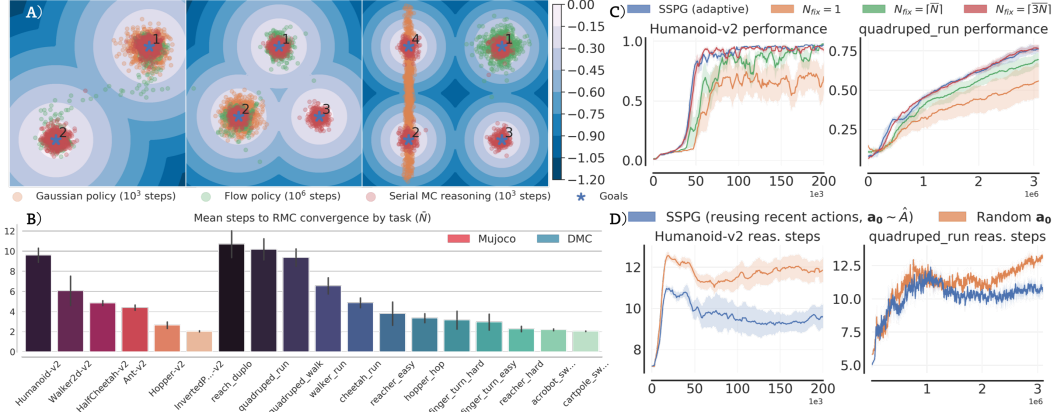 A)
1
2
1
2
3
4
1
2
3
0.00
−0.15
−0.30
−0.45
−0.60
−0.75
−0.90
−1.05
−1.20
Gaussian policy (10³ steps)
Flow policy (10⁶ steps)
Serial MC reasoning (10³ steps)
Goals
B)
Mean steps to RMC convergence by task (N̄)
Mujoco
DMC
12
10
8
6
4
2
0
Humanoid-v2
Walker2d-v2
HalfCheetah-v2
Ant-v2
Hopper-v2
InvertedP...-v2
reach_duplo
quadruped_run
quadruped_walk
walker_run
cheetah_run
reacher_easy
hopper_hop
finger_turn_hard
finger_turn_easy
reacher_hard
acrobot_sw...
cartpole_sw...
C)
SSPG (adaptive)
N_fix = 1
N_fix = ⌈N̄⌉
N_fix = ⌈3N̄⌉
Humanoid-v2 performance
1.0
0.5
0.0
0
50
100
150
200
1e3
quadruped_run performance
0.75
0.50
0.25
0
1
2
3
1e6
D)
SSPG (reusing recent actions, a₀ ~ Â)
Random a₀
Humanoid-v2 reas. steps
12
10
8
0
50
100
150
200
1e3
quadruped_run reas. steps
12.5
10.0
7.5
5.0
0
1
2
3
1e6